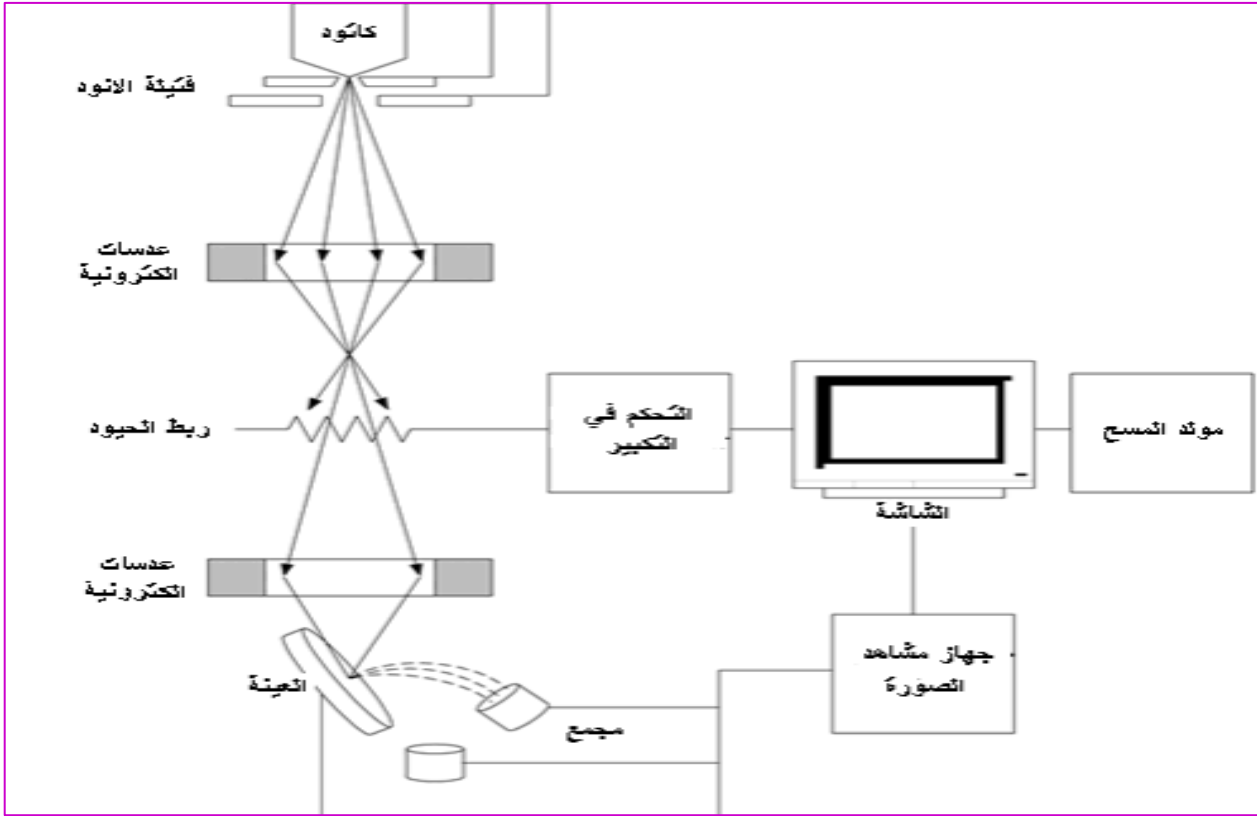 كاثود
فتيئة الانود
عدسات
الكترونية
ربط الحيود
التحكم في
التكبير
مولد المسح
الشاشة
عدسات
الكترونية
العينة
مجمع
جهاز مشاهد
الصورة